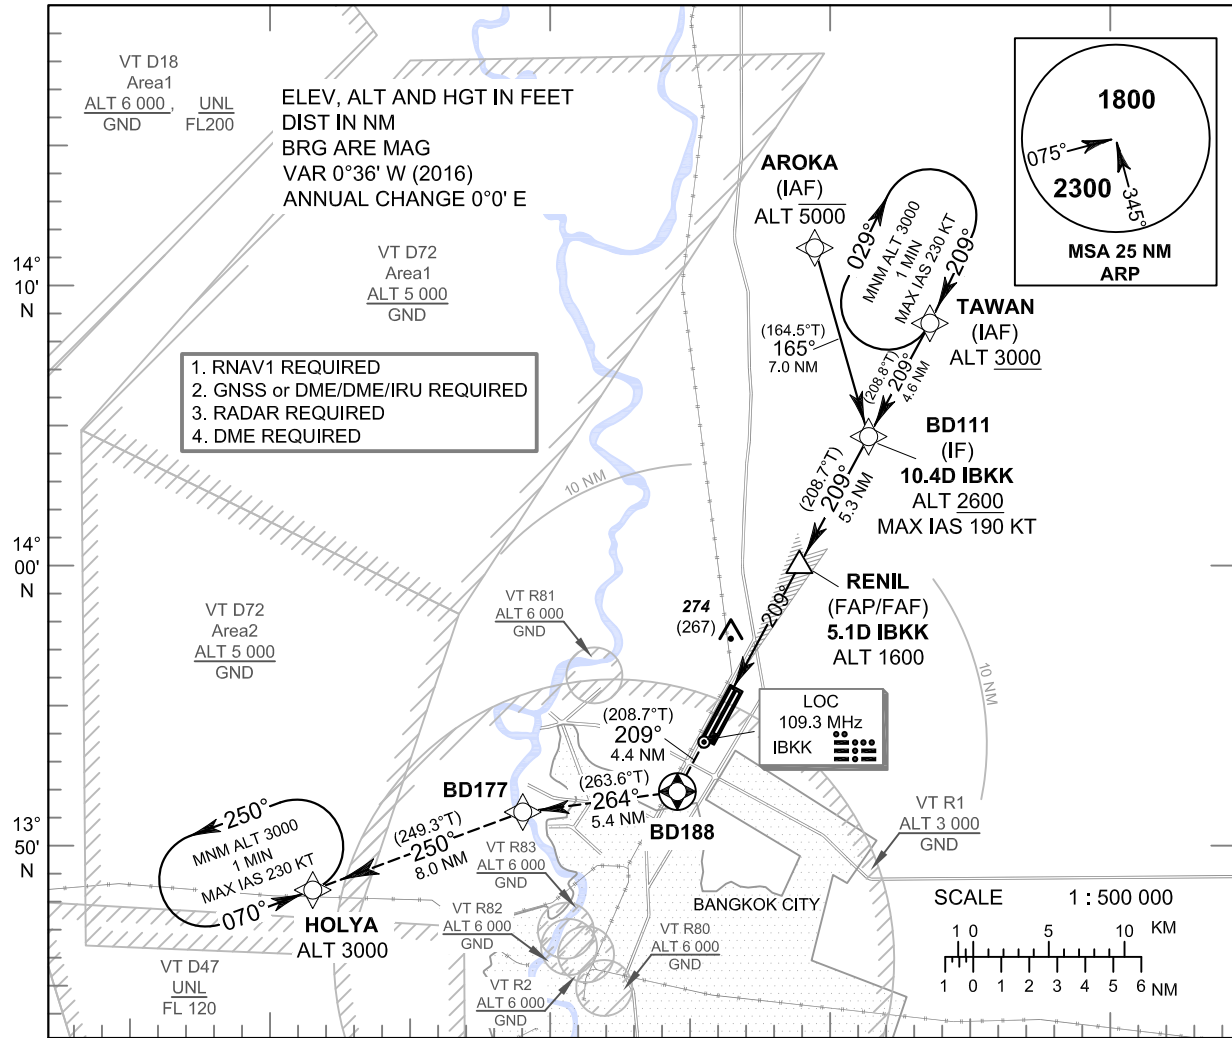 VT D18
Area1
ALT 6 000 , UNL
GND FL200
ELEV, ALT AND HGT IN FEET
DIST IN NM
BRG ARE MAG
VAR 0°36' W (2016)
ANNUAL CHANGE 0°0' E
1800
075°
2300
345°
MSA 25 NM
ARP
AROKA
(IAF)
ALT 5000
029°
MNM ALT 3000
1 MIN
MAX IAS 230 KT
209°
TAWAN
(IAF)
ALT 3000
14°
10'
N
VT D72
Area1
ALT 5 000
GND
(164.5°T)
165°
7.0 NM
(208.8°T)
209°
4.6 NM
1. RNAV1 REQUIRED
2. GNSS or DME/DME/IRU REQUIRED
3. RADAR REQUIRED
4. DME REQUIRED
BD111
(IF)
10.4D IBKK
ALT 2600
MAX IAS 190 KT
10 NM
(208.7°T)
209°
5.3 NM
14°
00'
N
RENIL
(FAP/FAF)
5.1D IBKK
ALT 1600
VT D72
Area2
ALT 5 000
GND
VT R81
ALT 6 000
GND
274
(267)
209°
10 NM
LOC
109.3 MHz
IBKK
(208.7°T)
209°
4.4 NM
BD177
(263.6°T)
264°
5.4 NM
BD188
13°
50'
N
250°
MNM ALT 3000
1 MIN
MAX IAS 230 KT
070°
(249.3°T)
250°
8.0 NM
HOLYA
ALT 3000
VT R83
ALT 6 000
GND
VT R1
ALT 3 000
GND
BANGKOK CITY
VT R82
ALT 6 000
GND
VT R80
ALT 6 000
GND
VT R2
ALT 6 000
GND
VT D47
UNL
FL 120
SCALE 1 : 500 000
1 0 5 10 KM
1 0 1 2 3 4 5 6 NM